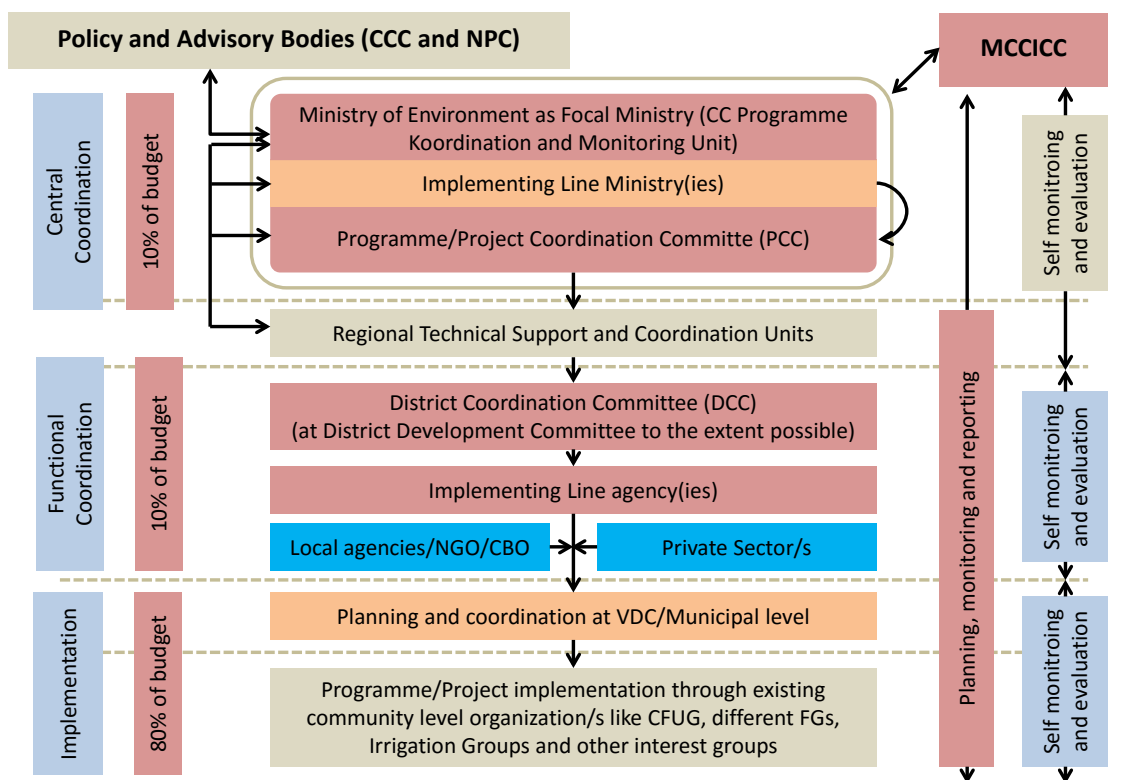 Policy and Advisory Bodies (CCC and NPC)
MCCICC
Central
Coordination
10% of budget
Ministry of Environment as Focal Ministry (CC Programme
Koordination and Monitoring Unit)
Implementing Line Ministry(ies)
Programme/Project Coordination Committe (PCC)
Self monitroing
and evaluation
Regional Technical Support and Coordination Units
Functional
Coordination
10% of budget
District Coordination Committee (DCC)
(at District Development Committee to the extent possible)
Implementing Line agency(ies)
Local agencies/NGO/CBO
Private Sector/s
Planning, monitoring and reporting
Self monitroing
and evaluation
Implementation
80% of budget
Planning and coordination at VDC/Municipal level
Programme/Project implementation through existing
community level organization/s like CFUG, different FGs,
Irrigation Groups and other interest groups
Self monitroing
and evaluation